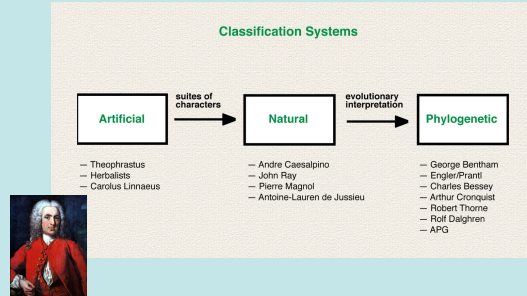 Classification Systems
suites of
characters
evolutionary
interpretation
Artificial
Natural
Phylogenetic
— Theophrastus
— Herbalists
— Carolus Linnaeus
— Andre Caesalpino
— John Ray
— Pierre Magnol
— Antoine-Lauren de Jussieu
— George Bentham
— Engler/Prantl
— Charles Bessey
— Arthur Cronquist
— Robert Thorne
— Rolf Dalghren
— APG